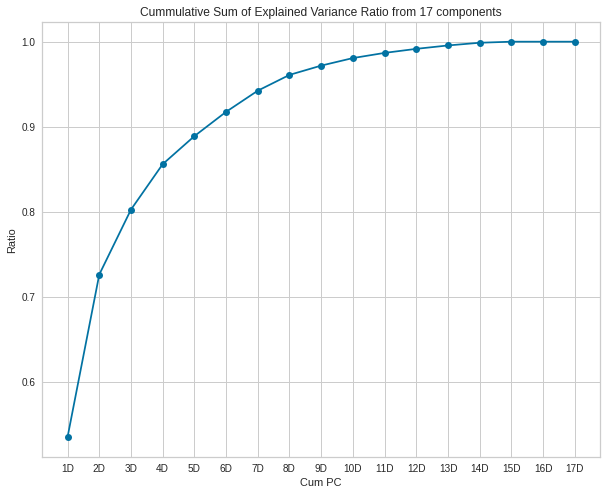 Cummulative Sum of Explained Variance Ratio from 17 components
1.0
0.9
0.8
0.7
0.6
Ratio
1D 2D 3D 4D 5D 6D 7D 8D 9D 10D 11D 12D 13D 14D 15D 16D 17D
Cum PC